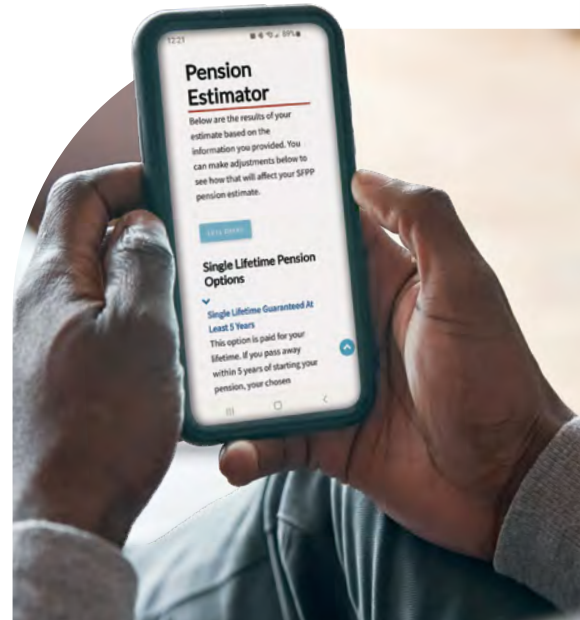 12:21
59%
Pension
Estimator
Below are the results of your
estimate based on the
information you provided. You
can make adjustments below to
see how that will affect your SFPP
pension estimate.
Single Lifetime Pension
Options
Single Lifetime Guaranteed At
Least 5 Years
This option is paid for your
lifetime. If you pass away
within 5 years of starting your
pension, your chosen